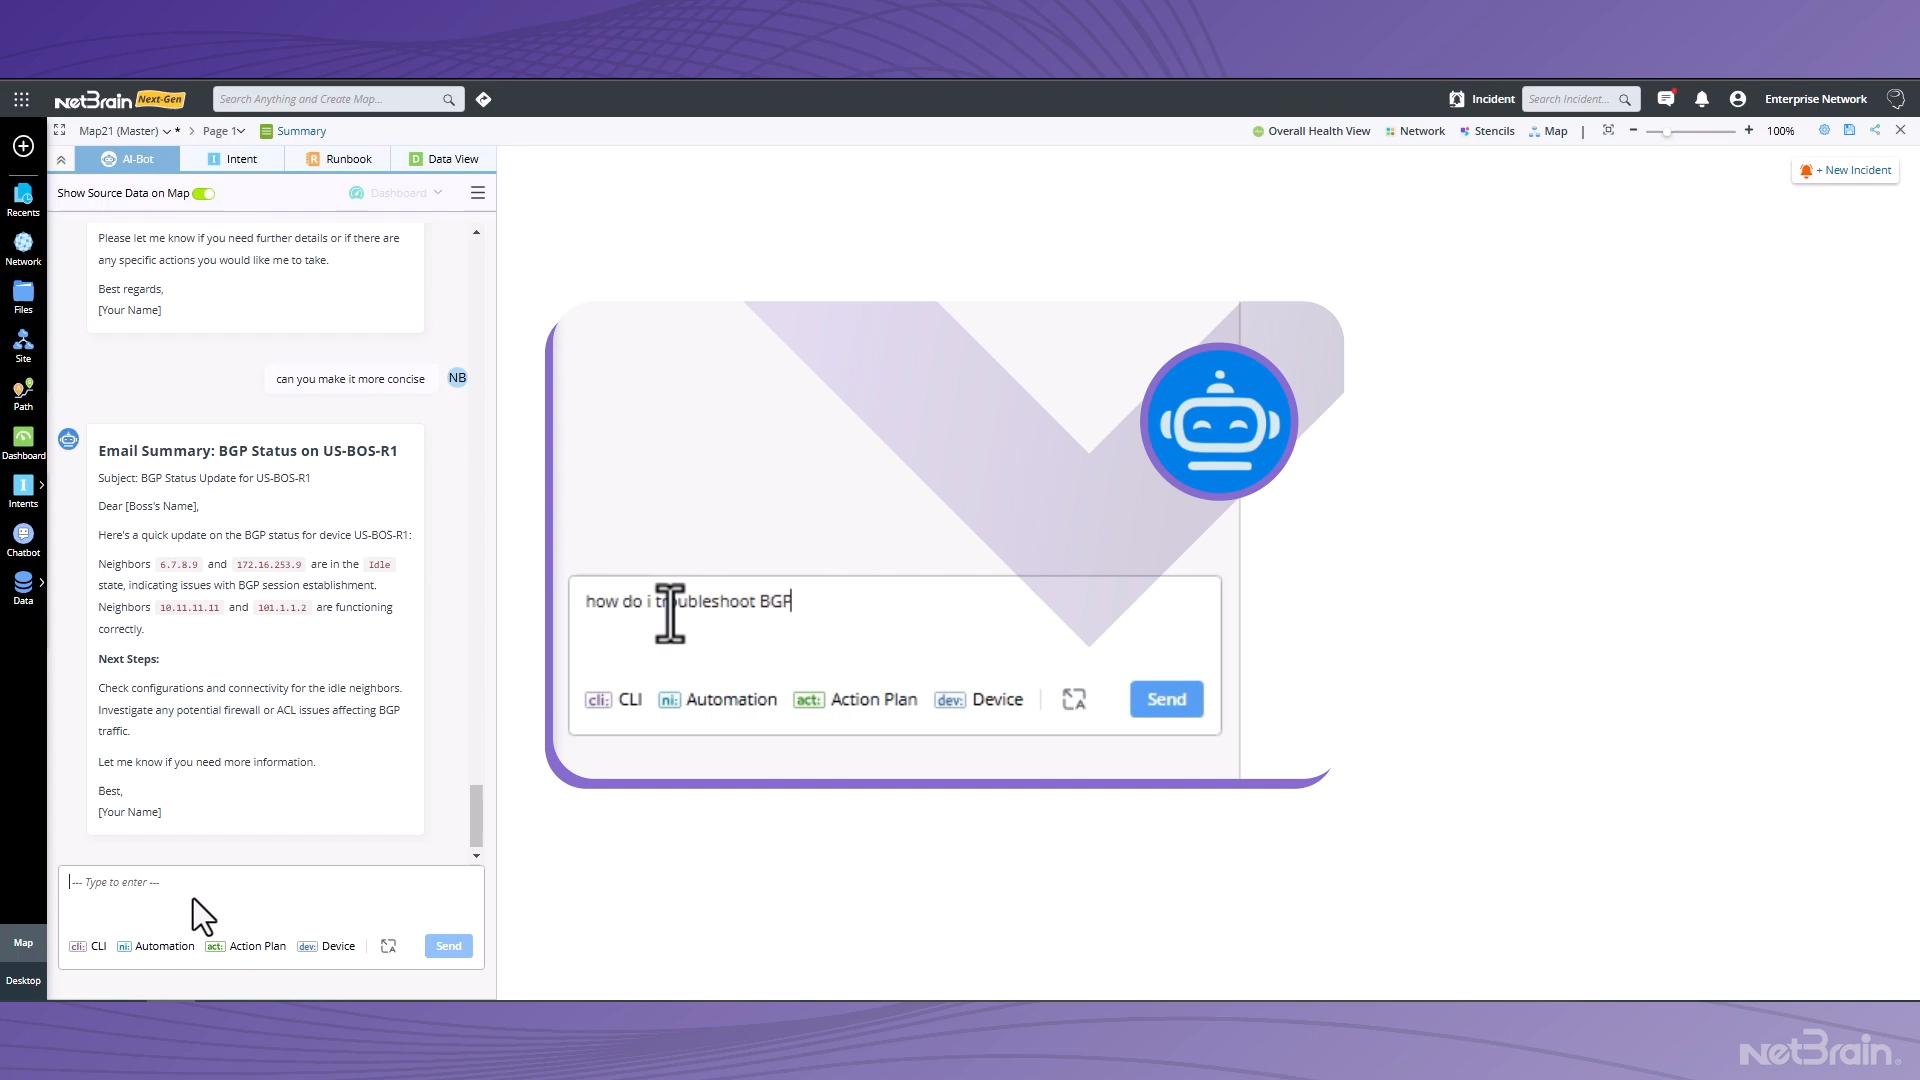 NetBrain Next-Gen
Search Anything and Create Map...
Incident
Search Incident...
Enterprise Network
Map21 (Master) * > Page 1 Summary
Overall Health View
Network
Stencils
Map
100%
AI-Bot
Intent
Runbook
Data View
+ New Incident
Show Source Data on Map
Dashboard
Recents
Network
Files
Site
Path
Dashboard
Intents
Chatbot
Data
Map
Desktop
Please let me know if you need further details or if there are
any specific actions you would like me to take.
Best regards,
[Your Name]
can you make it more concise
NB
Email Summary: BGP Status on US-BOS-R1
Subject: BGP Status Update for US-BOS-R1
Dear [Boss's Name],
Here's a quick update on the BGP status for device US-BOS-R1:
Neighbors 6.7.8.9 and 172.16.253.9 are in the Idle
state, indicating issues with BGP session establishment.
Neighbors 10.11.11.11 and 101.1.1.2 are functioning
correctly.
Next Steps:
Check configurations and connectivity for the idle neighbors.
Investigate any potential firewall or ACL issues affecting BGP
traffic.
Let me know if you need more information.
Best,
[Your Name]
--- Type to enter ---
cli: CLI
ni: Automation
act: Action Plan
dev: Device
Send
how do i troubleshoot BGP
cli: CLI
ni: Automation
act: Action Plan
dev: Device
Send
NetBrain